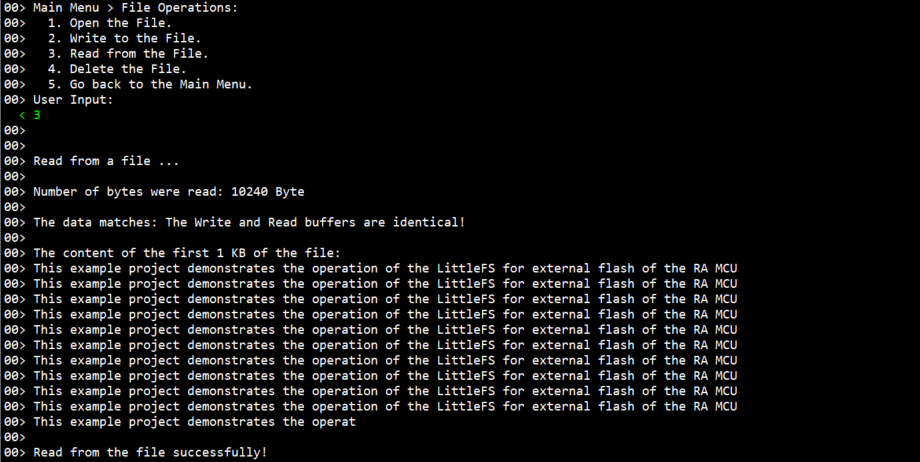 00> Main Menu > File Operations:
00>   1. Open the File.
00>   2. Write to the File.
00>   3. Read from the File.
00>   4. Delete the File.
00>   5. Go back to the Main Menu.
00> User Input:
  < 3
00>
00>
00> Read from a file ...
00>
00> Number of bytes were read: 10240 Byte
00>
00> The data matches: The Write and Read buffers are identical!
00>
00> The content of the first 1 KB of the file:
00> This example project demonstrates the operation of the LittleFS for external flash of the RA MCU
00> This example project demonstrates the operation of the LittleFS for external flash of the RA MCU
00> This example project demonstrates the operation of the LittleFS for external flash of the RA MCU
00> This example project demonstrates the operation of the LittleFS for external flash of the RA MCU
00> This example project demonstrates the operation of the LittleFS for external flash of the RA MCU
00> This example project demonstrates the operation of the LittleFS for external flash of the RA MCU
00> This example project demonstrates the operation of the LittleFS for external flash of the RA MCU
00> This example project demonstrates the operation of the LittleFS for external flash of the RA MCU
00> This example project demonstrates the operation of the LittleFS for external flash of the RA MCU
00> This example project demonstrates the operation of the LittleFS for external flash of the RA MCU
00> This example project demonstrates the operat
00>
00> Read from the file successfully!